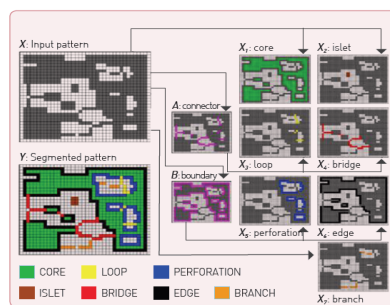 X: Input pattern
X₁: core
X₂: islet
A: connector
X₃: loop
X₄: bridge
Y: Segmented pattern
B: boundary
X₅: perforation
X₆: edge
X₇: branch
CORE
LOOP
PERFORATION
ISLET
BRIDGE
EDGE
BRANCH